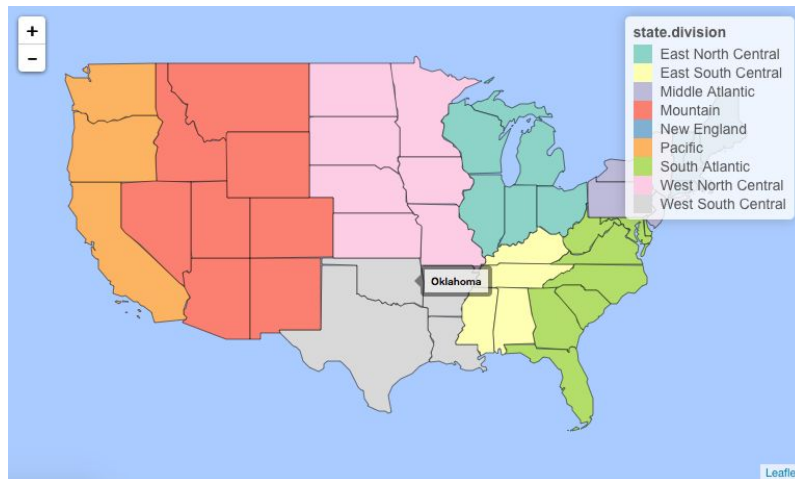 +
−
state.division
East North Central
East South Central
Middle Atlantic
Mountain
New England
Pacific
South Atlantic
West North Central
West South Central
Oklahoma
Leafle